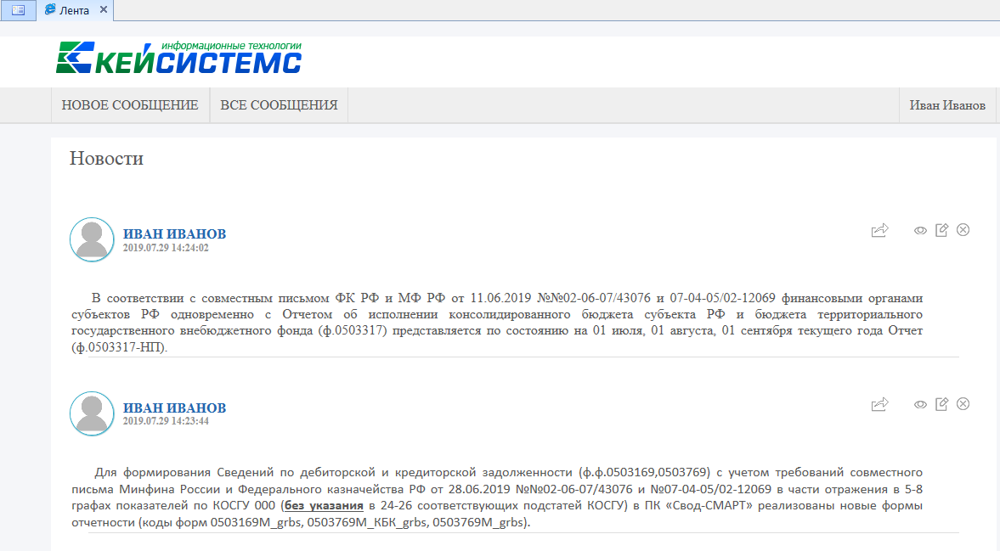 Лента
информационные технологии
КЕЙСИСТЕМС
НОВОЕ СООБЩЕНИЕ
ВСЕ СООБЩЕНИЯ
Иван Иванов
Новости
ИВАН ИВАНОВ
2019.07.29 14:24:02
В соответствии с совместным письмом ФК РФ и МФ РФ от 11.06.2019 №№02-06-07/43076 и 07-04-05/02-12069 финансовыми органами
субъектов РФ одновременно с Отчетом об исполнении консолидированного бюджета субъекта РФ и бюджета территориального
государственного внебюджетного фонда (ф.0503317) представляется по состоянию на 01 июля, 01 августа, 01 сентября текущего года Отчет
(ф.0503317-НП).
ИВАН ИВАНОВ
2019.07.29 14:23:44
Для формирования Сведений по дебиторской и кредиторской задолженности (ф.ф.0503169,0503769) с учетом требований совместного
письма Минфина России и Федерального казначейства РФ от 28.06.2019 №№02-06-07/43076 и №07-04-05/02-12069 в части отражения в 5-8
графах показателей по КОСГУ 000 (без указания в 24-26 соответствующих подстатей КОСГУ) в ПК «Свод-СМАРТ» реализованы новые формы
отчетности (коды форм 0503169M_grbs, 0503769M_КБК_grbs, 0503769M_grbs).